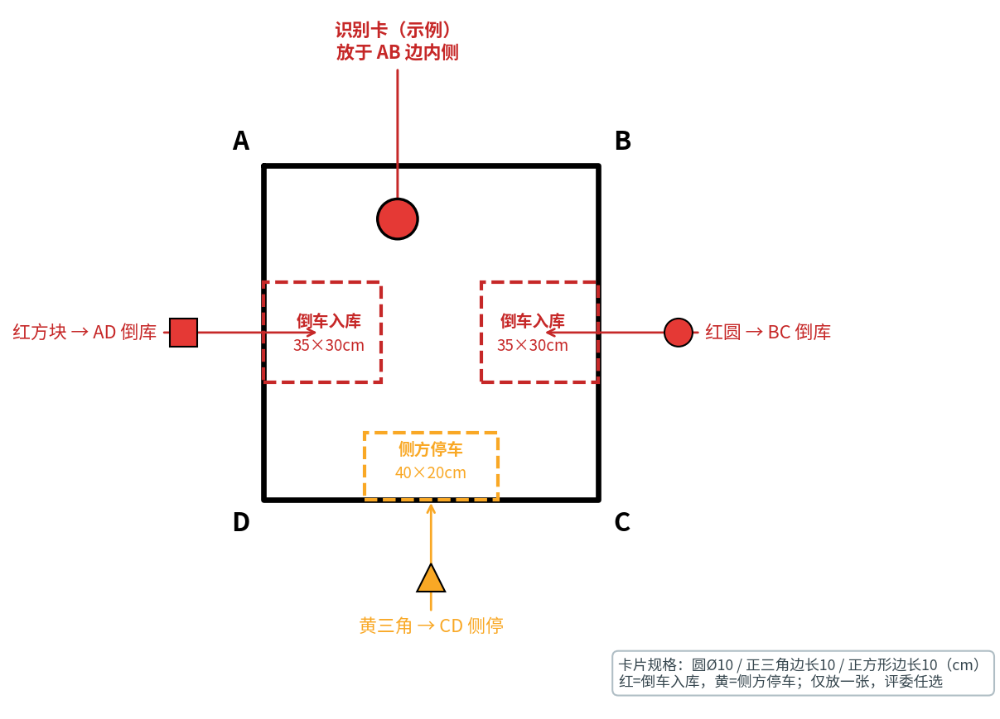 识别卡（示例）
放于 AB 边内侧
A
B
倒车入库
35×30cm
倒车入库
35×30cm
红方块 → AD 倒库
红圆 → BC 倒库
侧方停车
40×20cm
D
C
黄三角 → CD 侧停
卡片规格：圆Ø10 / 正三角边长10 / 正方形边长10（cm）
红=倒车入库，黄=侧方停车；仅放一张，评委任选